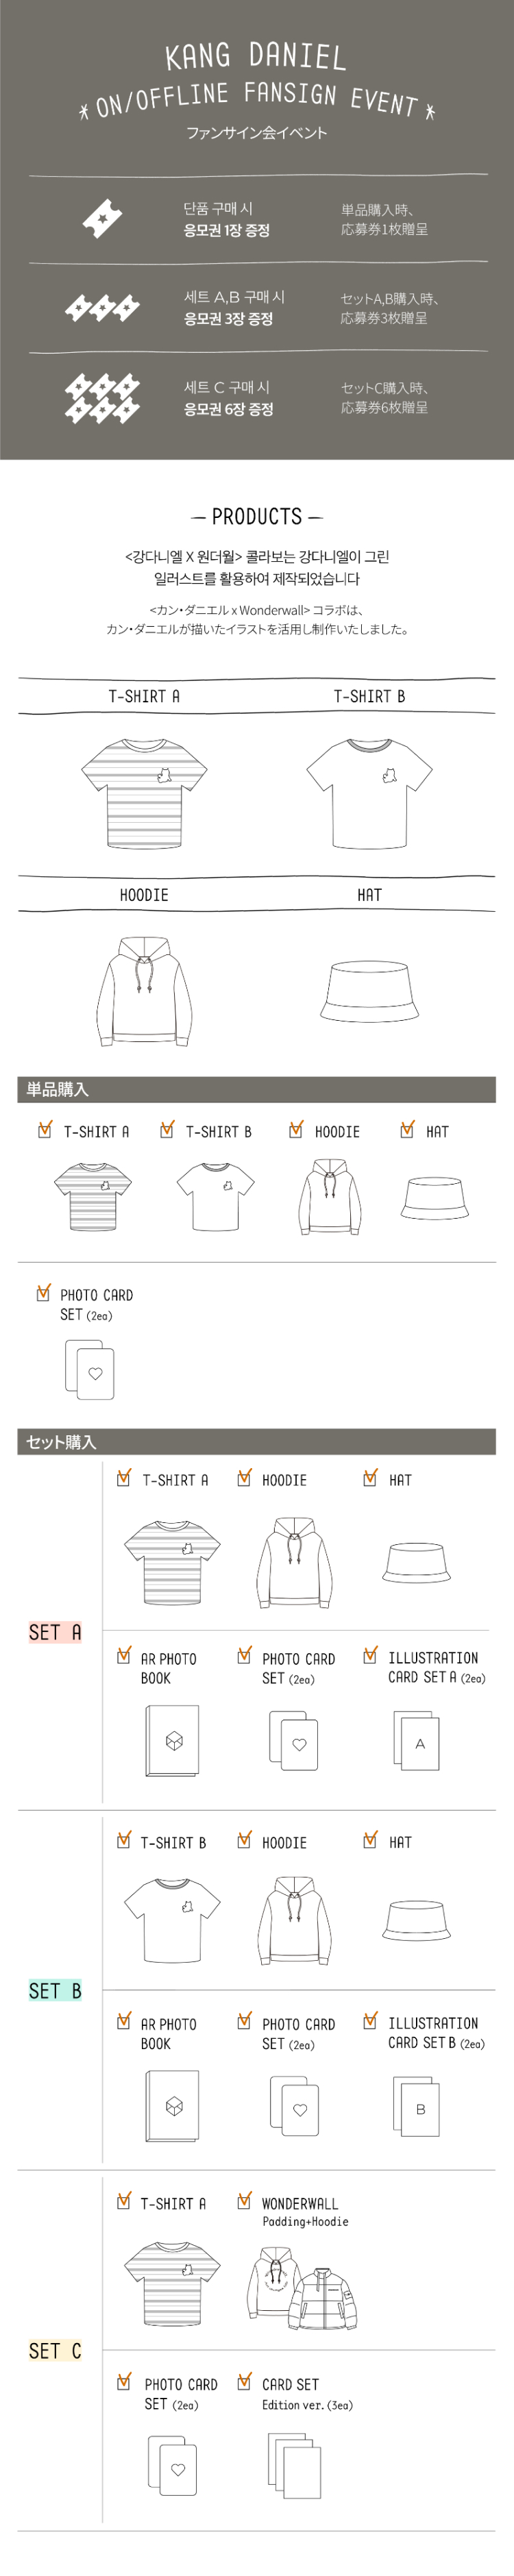 KANG DANIEL
* ON/OFFLINE FANSIGN EVENT *
ファンサイン会イベント
단품 구매 시
응모권 1장 증정
単品購入時、
応募券1枚贈呈
세트 A,B 구매 시
응모권 3장 증정
セットA,B購入時、
応募券3枚贈呈
세트 C 구매 시
응모권 6장 증정
セットC購入時、
応募券6枚贈呈
— PRODUCTS —
<강다니엘 X 원더월> 콜라보는 강다니엘이 그린
일러스트를 활용하여 제작되었습니다
<カン・ダニエル x Wonderwall> コラボは、
カン・ダニエルが描いたイラストを活用し制作いたしました。
T-SHIRT A
T-SHIRT B
HOODIE
HAT
単品購入
T-SHIRT A
T-SHIRT B
HOODIE
HAT
PHOTO CARD
SET (2ea)
セット購入
SET A
T-SHIRT A
HOODIE
HAT
AR PHOTO
BOOK
PHOTO CARD
SET (2ea)
ILLUSTRATION
CARD SET A (2ea)
A
SET B
T-SHIRT B
HOODIE
HAT
AR PHOTO
BOOK
PHOTO CARD
SET (2ea)
ILLUSTRATION
CARD SET B (2ea)
B
SET C
T-SHIRT A
WONDERWALL
Padding+Hoodie
PHOTO CARD
SET (2ea)
CARD SET
Edition ver. (3ea)